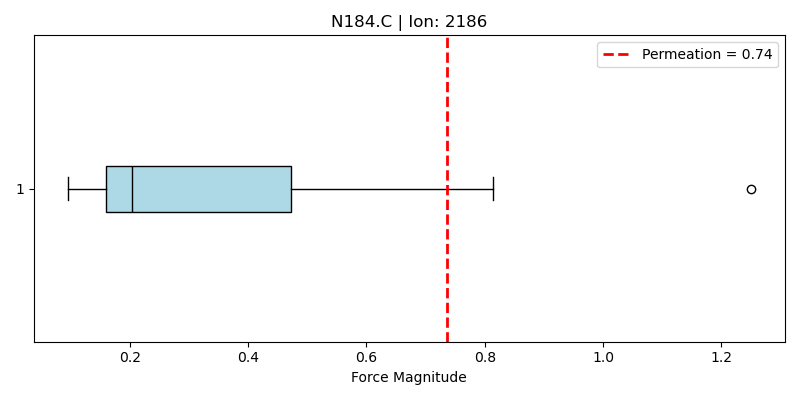 N184.C | Ion: 2186
Permeation = 0.74
1
0.2 0.4 0.6 0.8 1.0 1.2
Force Magnitude